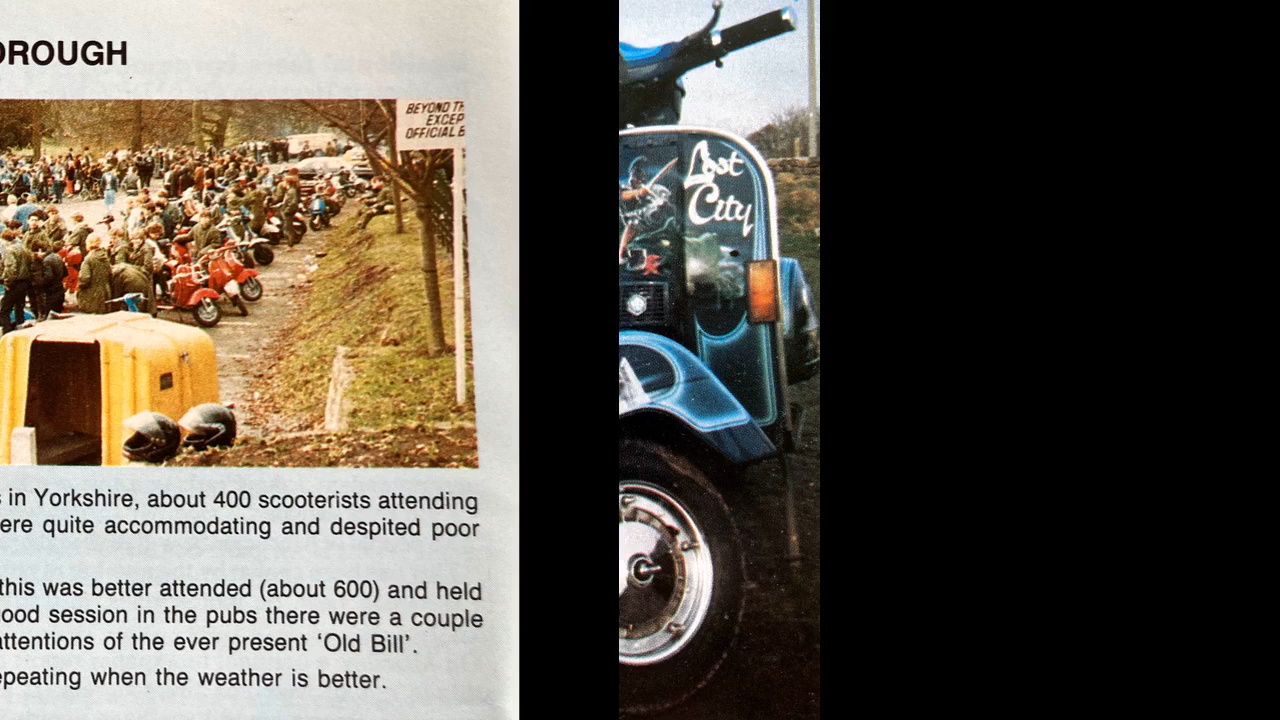 OROUGH
BEYOND TH
EXCEP
OFFICIAL B
s in Yorkshire, about 400 scooterists attending
ere quite accommodating and despited poor
this was better attended (about 600) and held
ood session in the pubs there were a couple
attentions of the ever present ‘Old Bill’.
epeating when the weather is better.
Lost
City